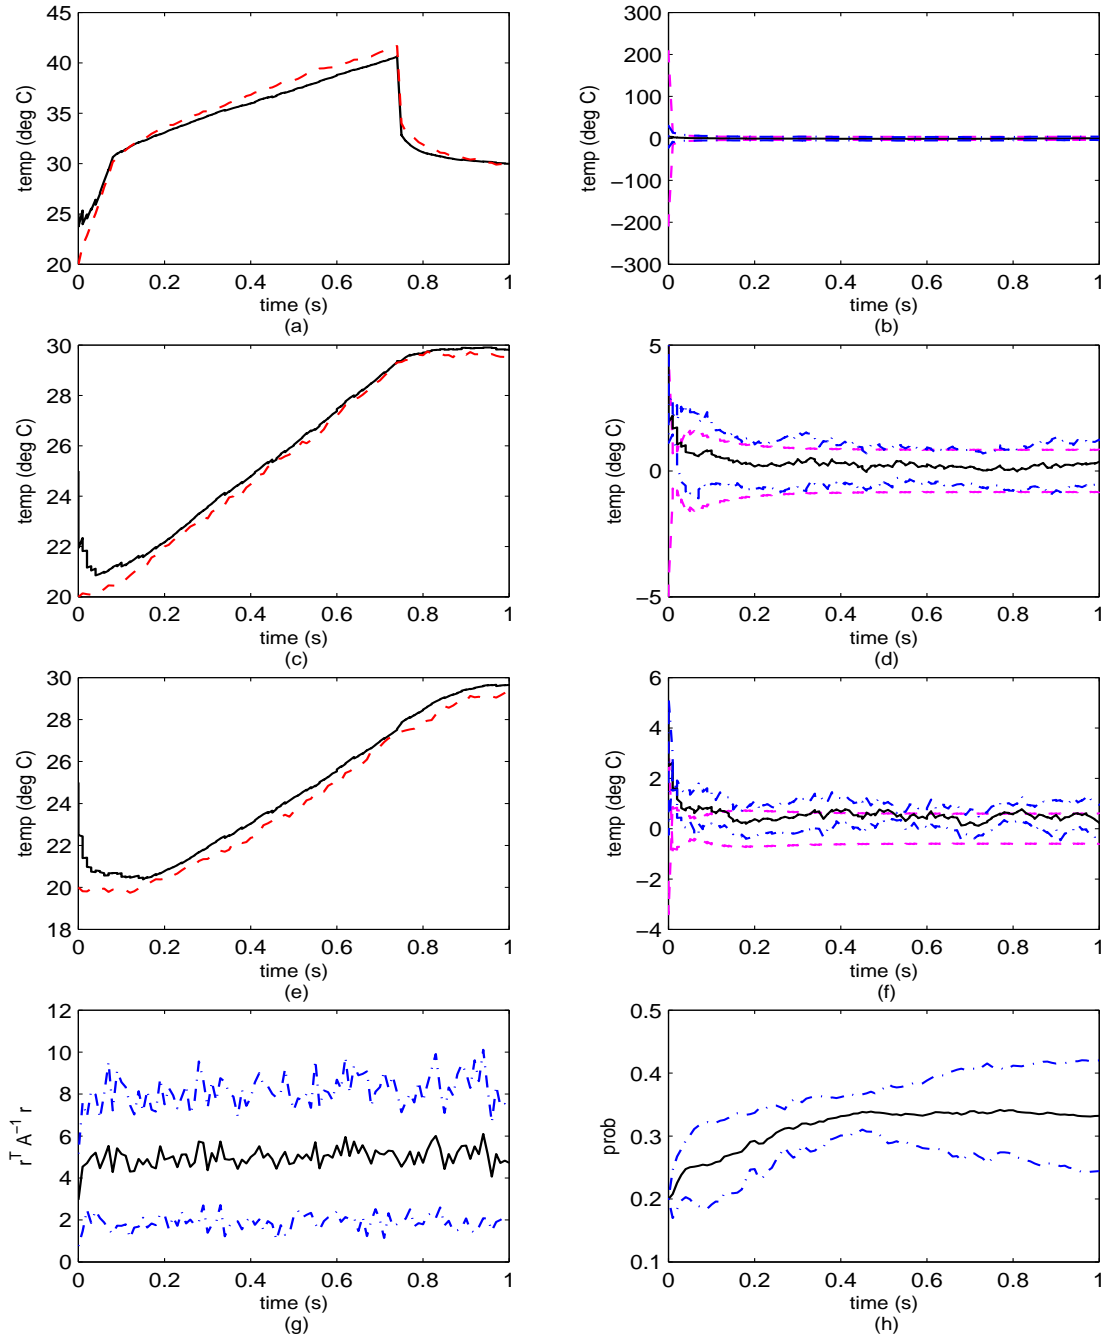 45
40
35
30
25
20
temp (deg C)
0 0.2 0.4 0.6 0.8 1
time (s)
(a)
300
200
100
0
−100
−200
−300
temp (deg C)
0 0.2 0.4 0.6 0.8 1
time (s)
(b)
30
28
26
24
22
20
temp (deg C)
0 0.2 0.4 0.6 0.8 1
time (s)
(c)
5
0
−5
temp (deg C)
0 0.2 0.4 0.6 0.8 1
time (s)
(d)
30
28
26
24
22
20
18
temp (deg C)
0 0.2 0.4 0.6 0.8 1
time (s)
(e)
6
4
2
0
−2
−4
temp (deg C)
0 0.2 0.4 0.6 0.8 1
time (s)
(f)
12
10
8
6
4
2
0
r^T A^−1 r
0 0.2 0.4 0.6 0.8 1
time (s)
(g)
0.5
0.4
0.3
0.2
0.1
prob
0 0.2 0.4 0.6 0.8 1
time (s)
(h)